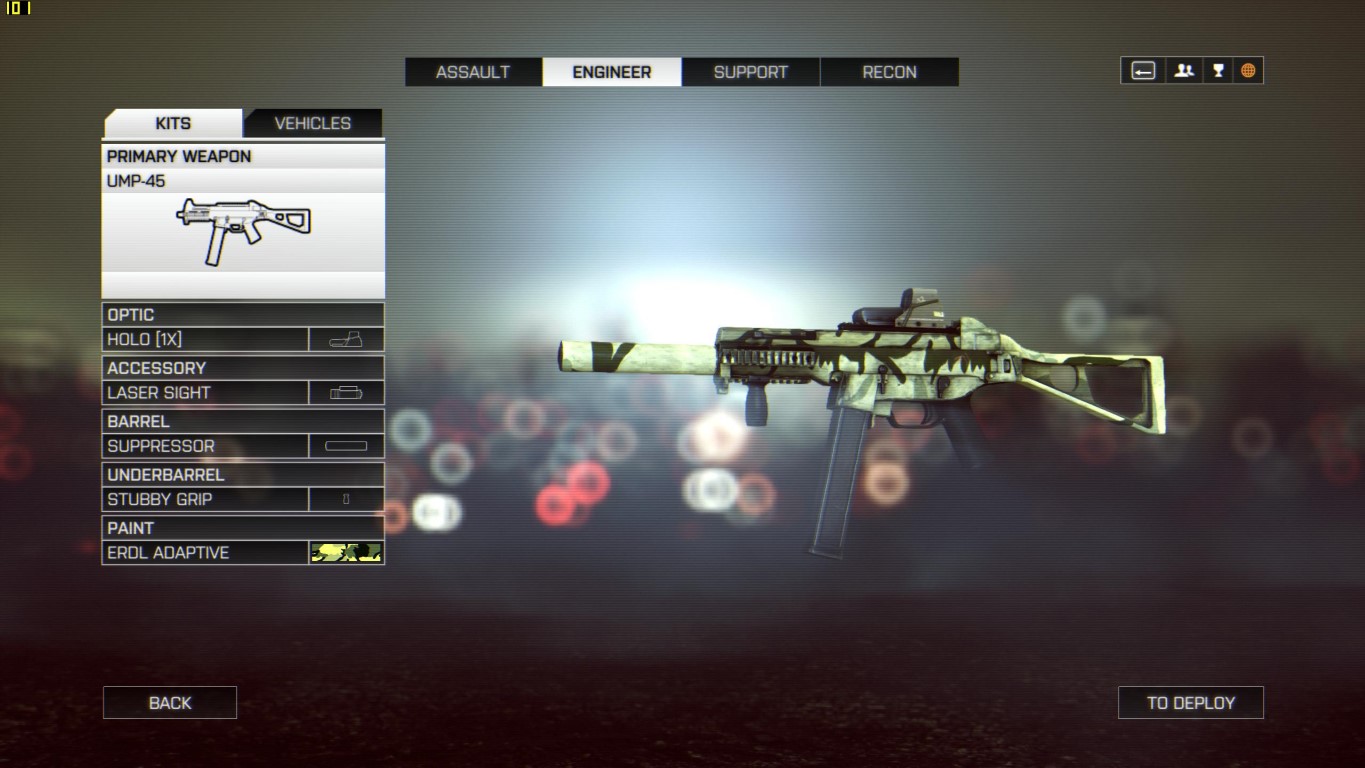 101
ASSAULT ENGINEER SUPPORT RECON
KITS VEHICLES
PRIMARY WEAPON
UMP-45
OPTIC
HOLO [1X]
ACCESSORY
LASER SIGHT
BARREL
SUPPRESSOR
UNDERBARREL
STUBBY GRIP
PAINT
ERDL ADAPTIVE
BACK TO DEPLOY